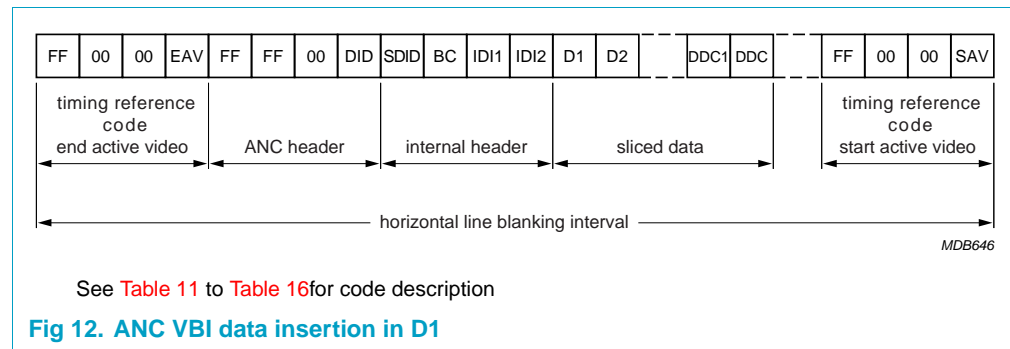 FF 00 00 EAV FF FF 00 DID SDID BC IDI1 IDI2 D1 D2 DDC1 DDC FF 00 00 SAV
timing reference
code
end active video
ANC header
internal header
sliced data
timing reference
code
start active video
horizontal line blanking interval
MDB646
See Table 11 to Table 16for code description
Fig 12. ANC VBI data insertion in D1